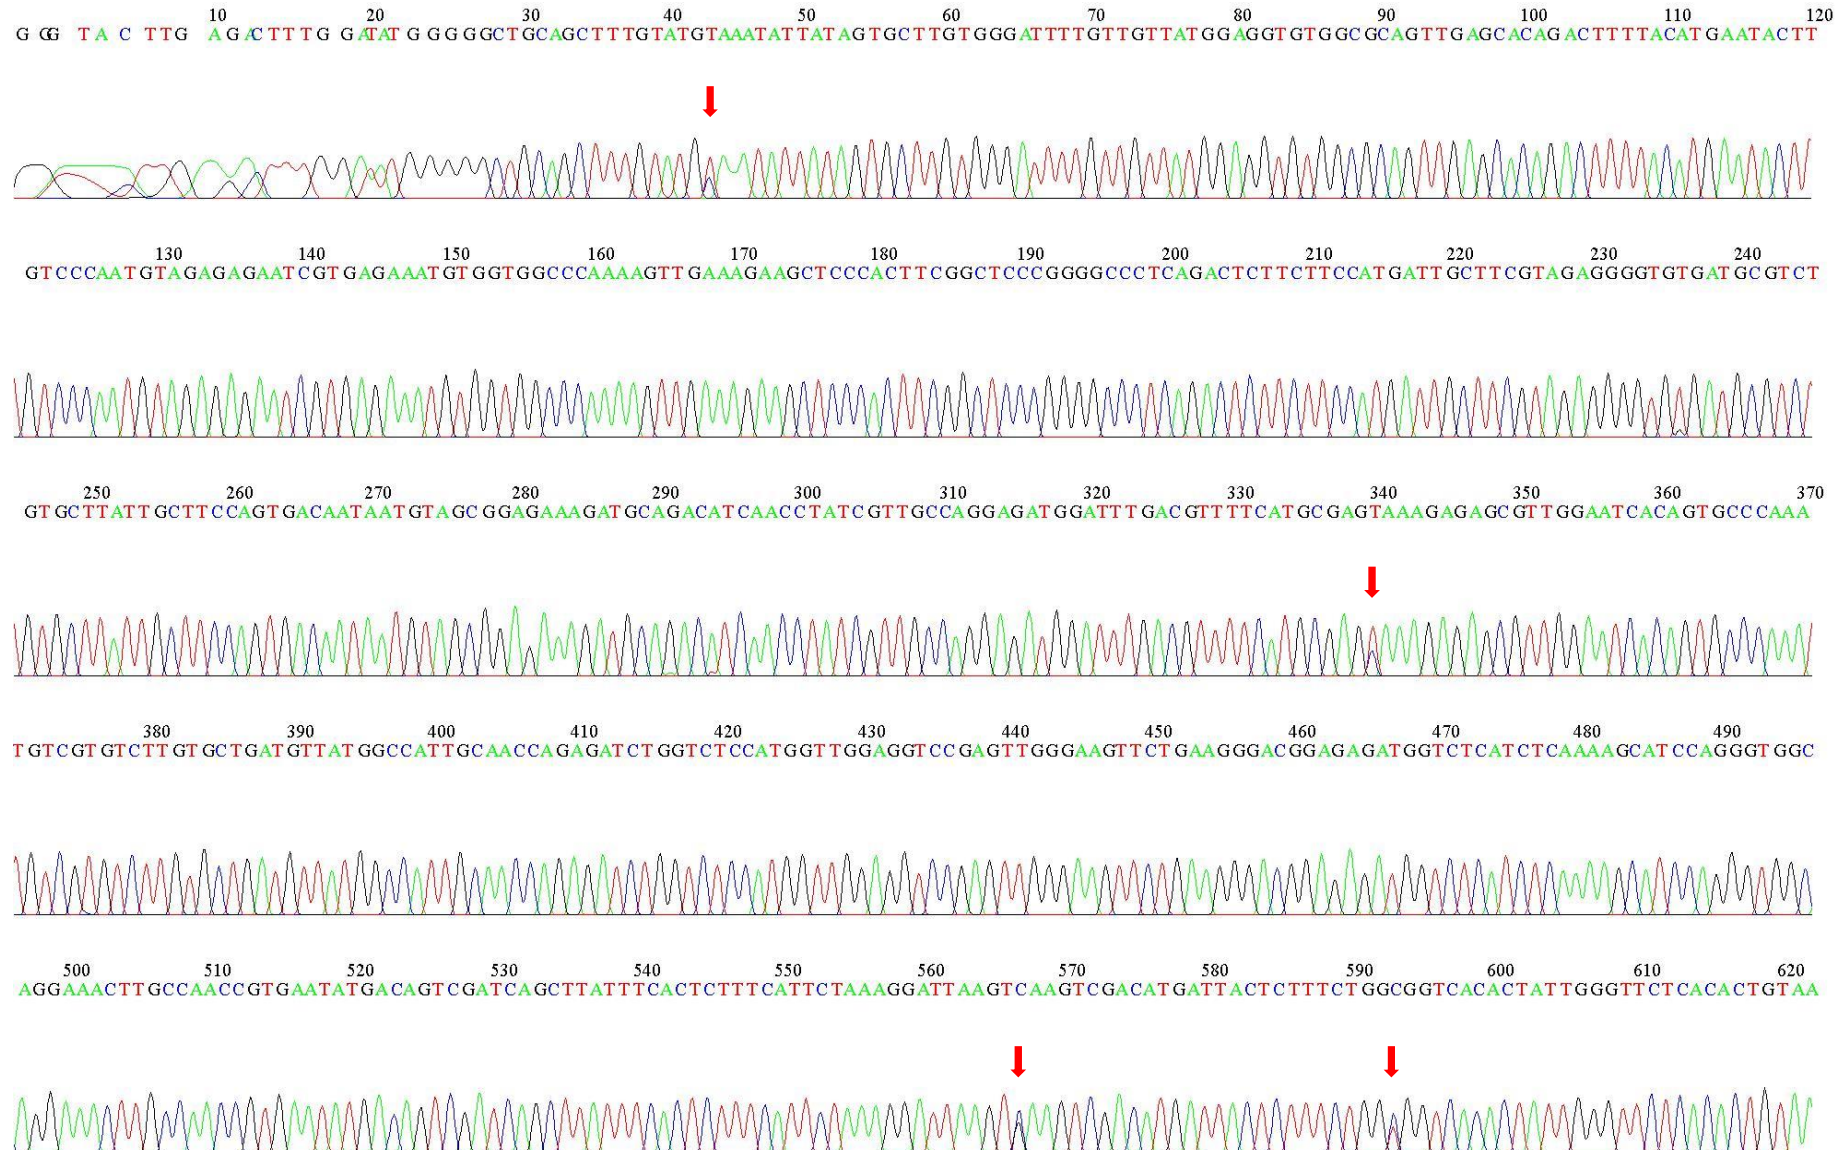 10 20 30 40 50 60 70 80 90 100 110 120
G GG TA C TTG AGACTTTG GATAT GGGGGCTGCAGCTTTGTATGTAAATATTATAGTGCTTGTGGGATTTTGTTGTTATGGAGGTGTGGCGCAGTTGAGCACAGACTTTTACATGAATACTT
130 140 150 160 170 180 190 200 210 220 230 240
GTCCCAATGTAGAGAGAATCGTGAGAAATGTGGTGGCCCAAAAGTTGAAAGAAGCTCCCACTTCGGCTCCCGGGGCCCTCAGACTCTTCTTCCATGATTGCTTCGTAGAGGGGTGTGATGCGTCT
250 260 270 280 290 300 310 320 330 340 350 360 370
GTGCTTATTGCTTCCAGTGACAATAATGTAGCGGAGAAAGATGCAGACATCAACCTATCGTTGCCAGGAGATGGATTTGACGTTTTCATGCGAGTAAAGAGAGCGTTGGAATCACAGTGCCCAAA
380 390 400 410 420 430 440 450 460 470 480 490
TGTCGTGTCTTGTGCTGATGTTATGGCCATTGCAACCAGAGATCTGGTCTCCATGGTTGGAGGTCCGAGTTGGGAAGTTCTGAAGGGACGGAGAGATGGTCTCATCTCAAAAGCATCCAGGGTGGC
500 510 520 530 540 550 560 570 580 590 600 610 620
AGGAAACTTGCCAACCGTGAATATGACAGTCGATCAGCTTATTTCACTCTTTCATTCTAAAGGATTAAGTCAAGTCGACATGATTACTCTTTCTGGCGGTCACACTATTGGGTTCTCACACTGTAA